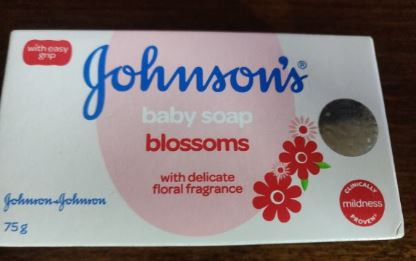 with easy
grip
Johnson's®
baby soap
blossoms
with delicate
floral fragrance
Johnson & Johnson
75g
CLINICALLY
mildness
PROVEN